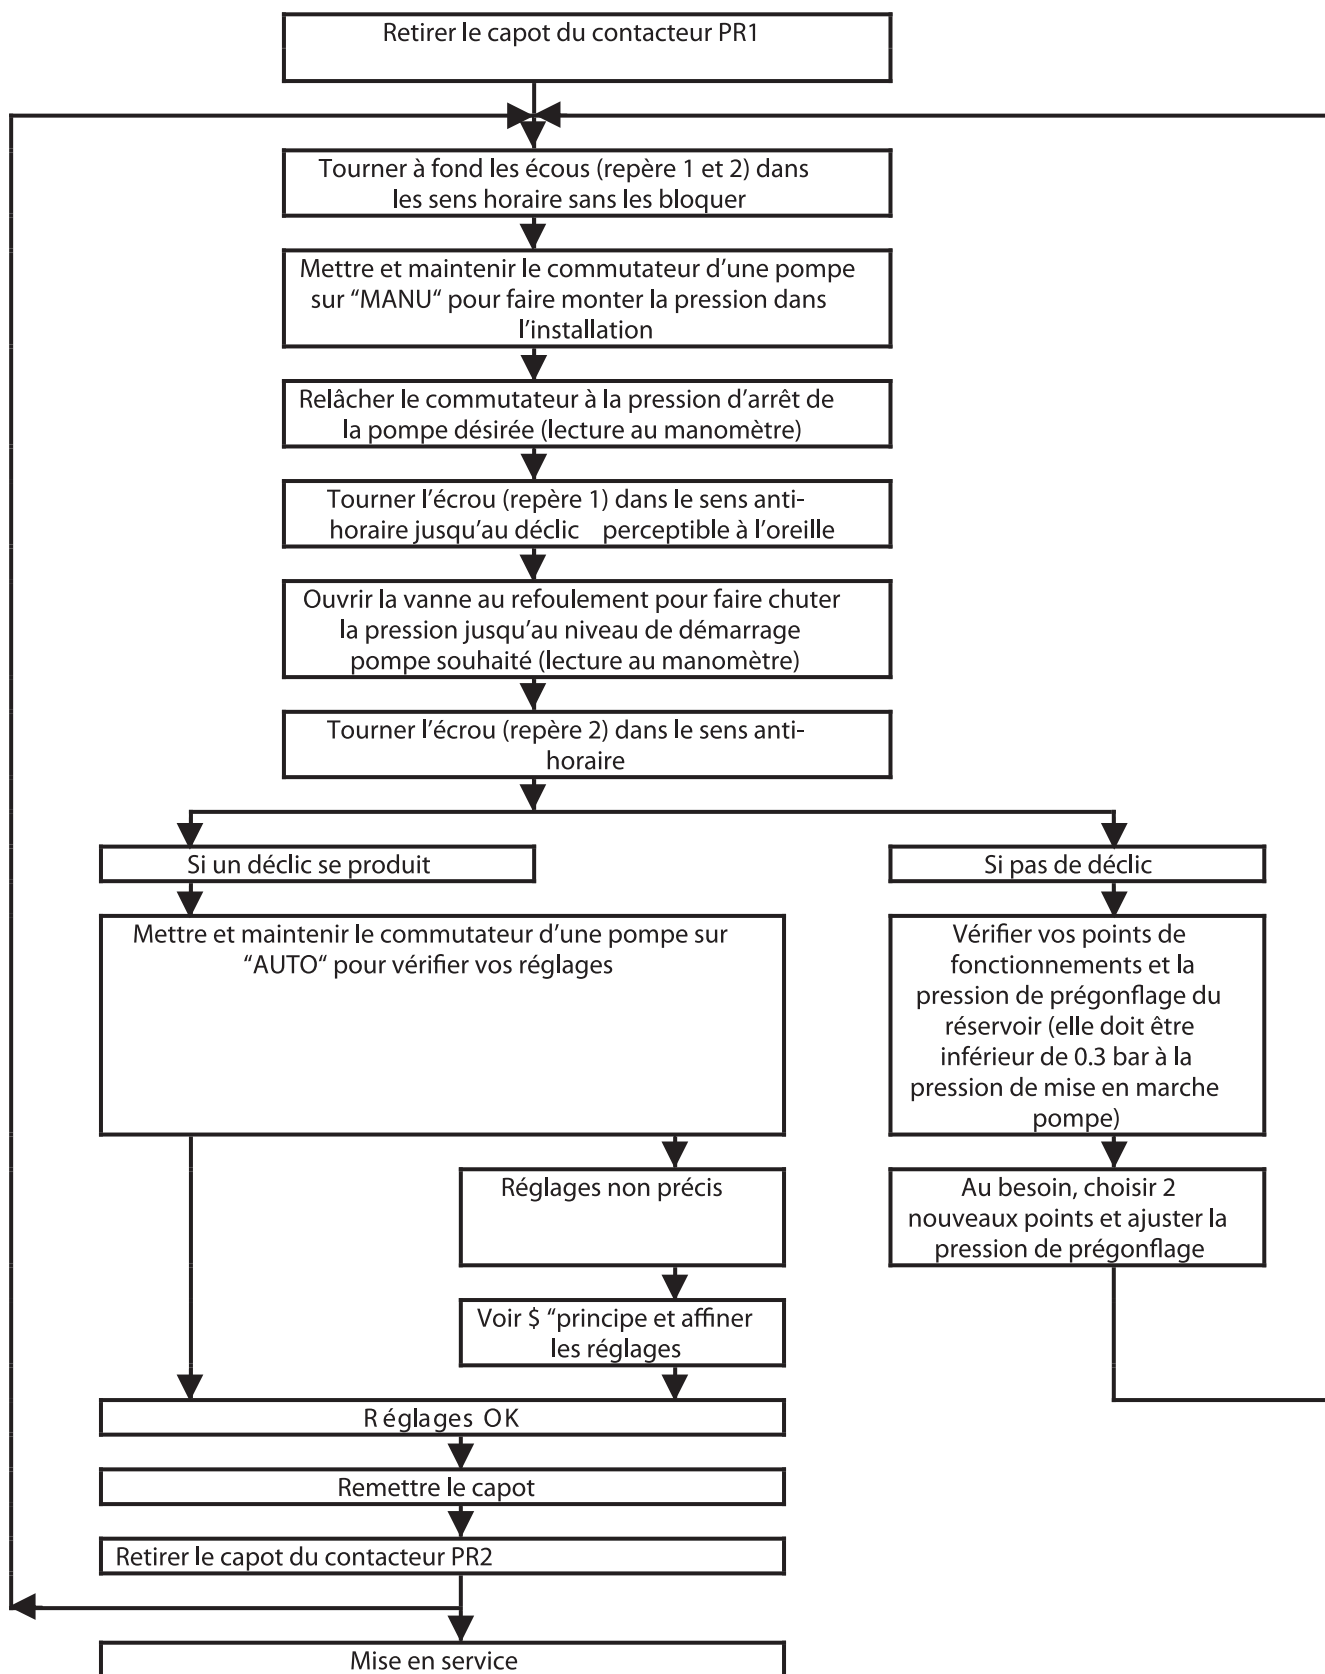 Retirer le capot du contacteur PR1
Tourner à fond les écous (repère 1 et 2) dans
les sens horaire sans les bloquer
Mettre et maintenir le commutateur d’une pompe
sur “MANU“ pour faire monter la pression dans
l’installation
Relâcher le commutateur à la pression d’arrêt de
la pompe désirée (lecture au manomètre)
Tourner l’écrou (repère 1) dans le sens anti-
horaire jusqu’au déclic perceptible à l’oreille
Ouvrir la vanne au refoulement pour faire chuter
la pression jusqu’au niveau de démarrage
pompe souhaité (lecture au manomètre)
Tourner l’écrou (repère 2) dans le sens anti-
horaire
Si un déclic se produit
Si pas de déclic
Mettre et maintenir le commutateur d’une pompe sur
“AUTO“ pour vérifier vos réglages
Vérifier vos points de
fonctionnements et la
pression de prégonflage du
réservoir (elle doit être
inférieur de 0.3 bar à la
pression de mise en marche
pompe)
Réglages non précis
Au besoin, choisir 2
nouveaux points et ajuster la
pression de prégonflage
Voir $ “principe et affiner
les réglages
Réglages OK
Remettre le capot
Retirer le capot du contacteur PR2
Mise en service